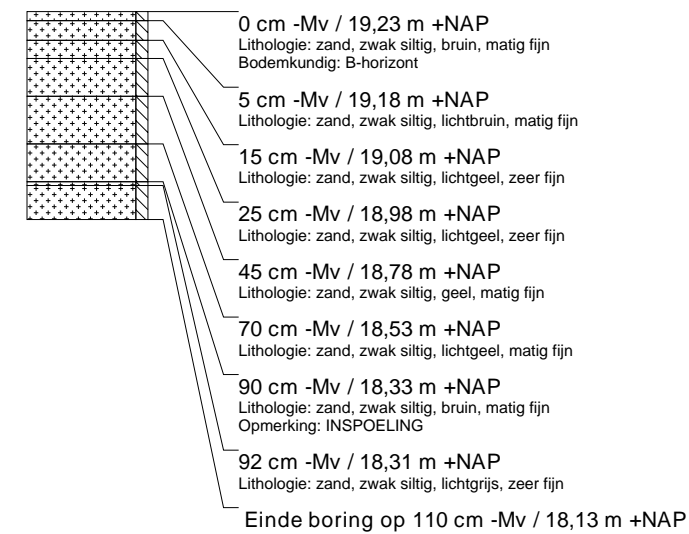 0 cm -Mv / 19,23 m +NAP
Lithologie: zand, zwak siltig, bruin, matig fijn
Bodemkundig: B-horizont
5 cm -Mv / 19,18 m +NAP
Lithologie: zand, zwak siltig, lichtbruin, matig fijn
15 cm -Mv / 19,08 m +NAP
Lithologie: zand, zwak siltig, lichtgeel, zeer fijn
25 cm -Mv / 18,98 m +NAP
Lithologie: zand, zwak siltig, lichtgeel, zeer fijn
45 cm -Mv / 18,78 m +NAP
Lithologie: zand, zwak siltig, geel, matig fijn
70 cm -Mv / 18,53 m +NAP
Lithologie: zand, zwak siltig, lichtgeel, matig fijn
90 cm -Mv / 18,33 m +NAP
Lithologie: zand, zwak siltig, bruin, matig fijn
Opmerking: INSPOELING
92 cm -Mv / 18,31 m +NAP
Lithologie: zand, zwak siltig, lichtgrijs, zeer fijn
Einde boring op 110 cm -Mv / 18,13 m +NAP